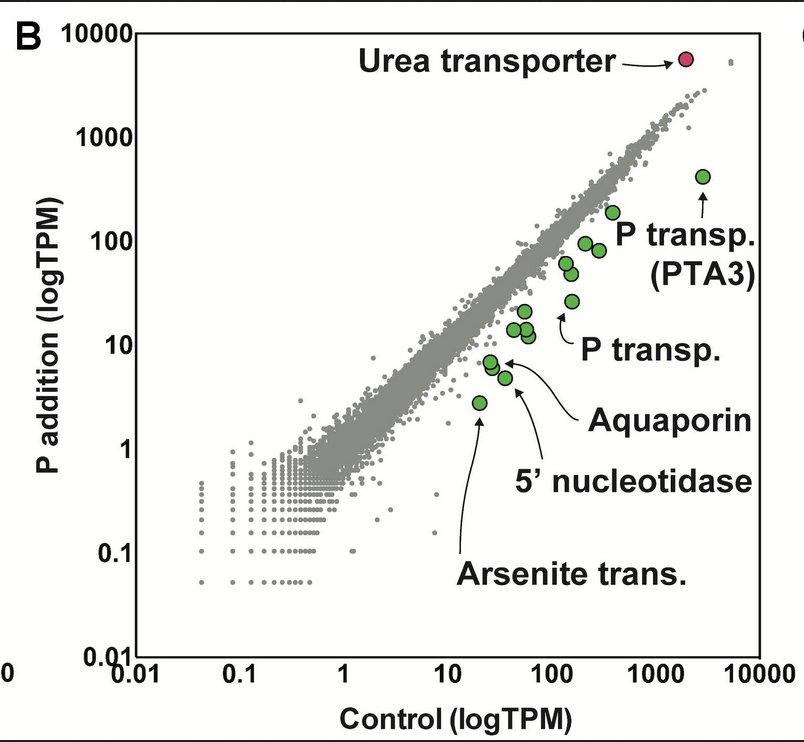 B
10000
Urea transporter
1000
P transp.
(PTA3)
100
10
P transp.
Aquaporin
1
5’ nucleotidase
0.1
Arsenite trans.
0.01
P addition (logTPM)
0.01 0.1 1 10 100 1000 10000
Control (logTPM)
0